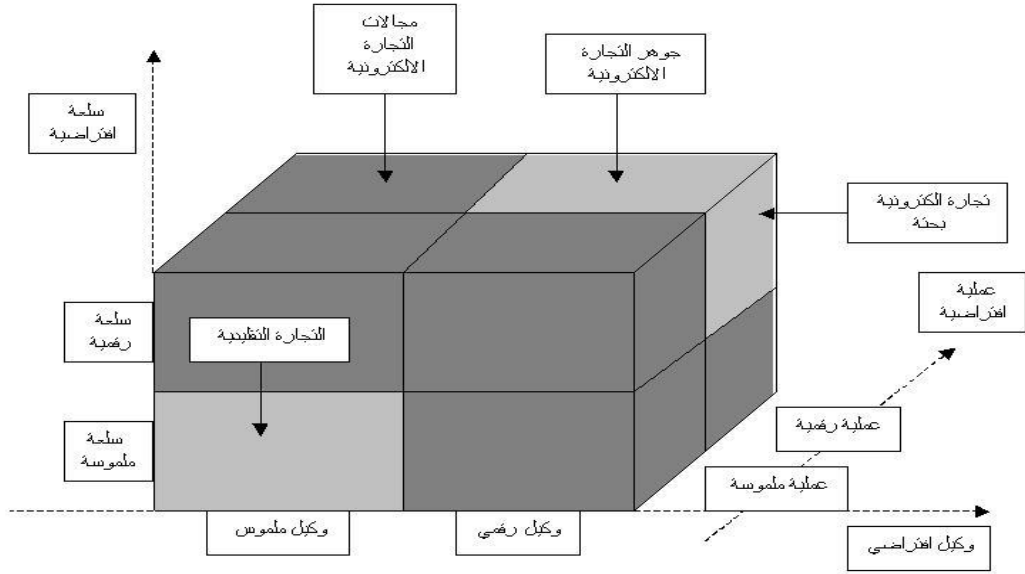 مجالات
التجارة
الالكترونية
جوهر التجارة
الالكترونية
سلعة
افتراضية
تجارة الكترونية
بحتة
عملية
افتراضية
سلعة
رقمية
التجارة التقليدية
سلعة
ملموسة
عملية رقمية
عملية ملموسة
وكيل ملموس
وكيل رقمي
وكيل افتراضي